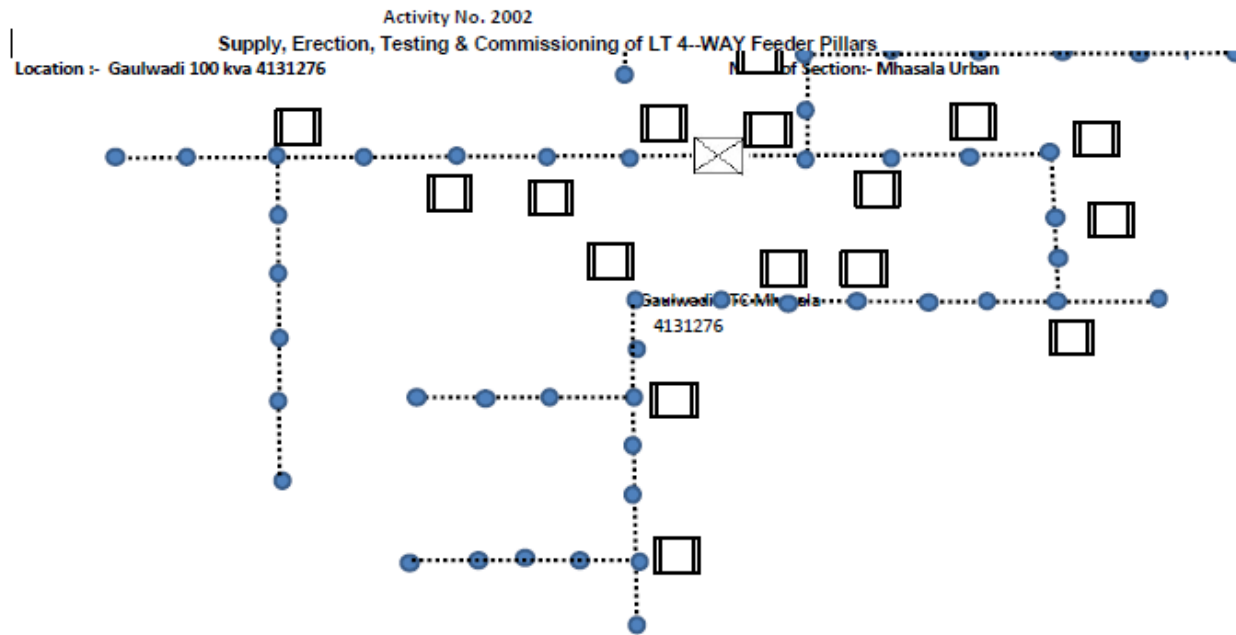 Activity No. 2002
Supply, Erection, Testing & Commissioning of LT 4--WAY Feeder Pillars
Location :- Gaulwadi 100 kva 4131276
of Section:- Mhasala Urban
Gaulwadi
4131276